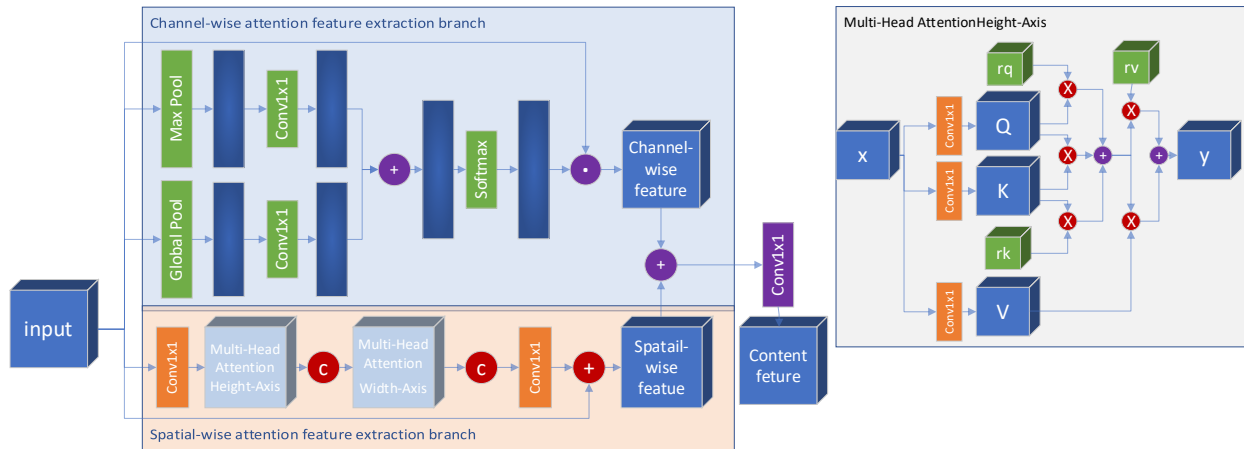 Channel-wise attention feature extraction branch
Max Pool
Conv1x1
Global Pool
Conv1x1
+
Softmax
Channel-
wise
feature
+
Conv1x1
input
Conv1x1
Multi-Head
Attention
Height-Axis
C
Multi-Head
Attention
Width-Axis
C
Conv1x1
+
Spatail-
wise
featue
Content
feture
Spatial-wise attention feature extraction branch
Multi-Head AttentionHeight-Axis
rq
rv
X
X
Conv1x1
Q
x
X
+
+
y
Conv1x1
K
X
X
rk
Conv1x1
V